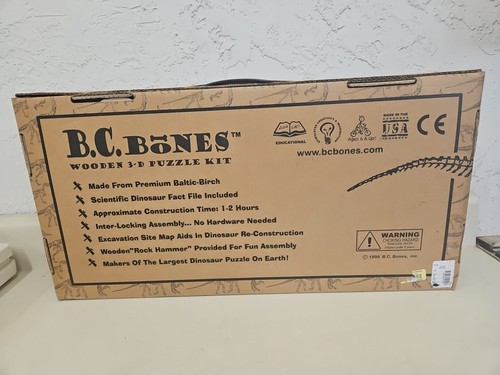 B.C. BONES™
WOODEN 3-D PUZZLE KIT
EDUCATIONAL
MADE IN THE
USA
CE
www.bcbones.com
Made From Premium Baltic-Birch
Scientific Dinosaur Fact File Included
Approximate Construction Time: 1-2 Hours
Inter-Locking Assembly... No Hardware Needed
Excavation Site Map Aids In Dinosaur Re-Construction
Wooden "Rock Hammer" Provided For Fun Assembly
Makers Of The Largest Dinosaur Puzzle On Earth!
WARNING
CHOKING HAZARD
© 1998 B.C. Bones, Inc.